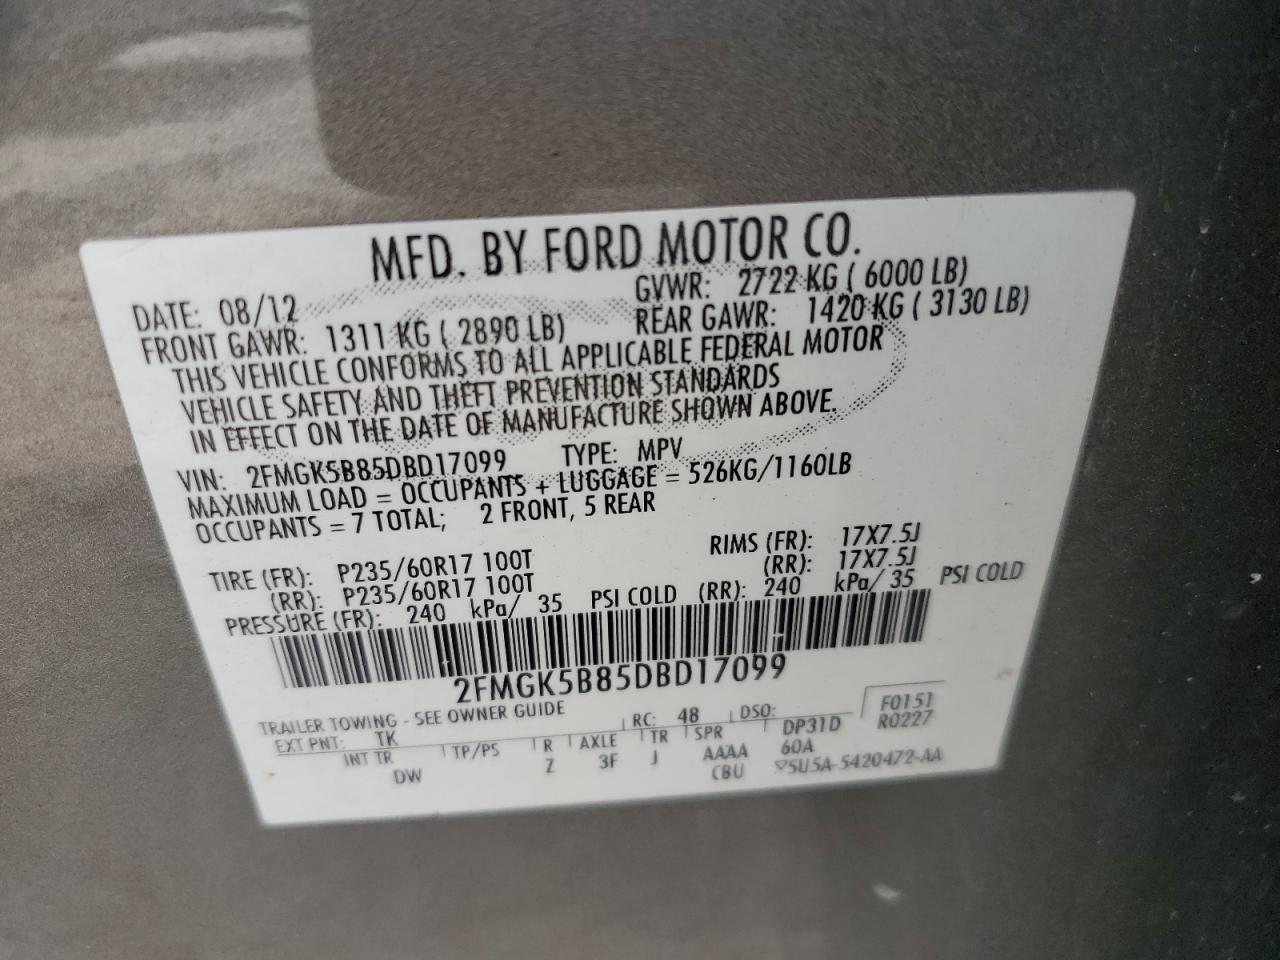 MFD. BY FORD MOTOR CO.
DATE: 08/12 GVWR: 2722 KG ( 6000 LB)
FRONT GAWR: 1311 KG ( 2890 LB) REAR GAWR: 1420 KG ( 3130 LB)
THIS VEHICLE CONFORMS TO ALL APPLICABLE FEDERAL MOTOR
VEHICLE SAFETY AND THEFT PREVENTION STANDARDS
IN EFFECT ON THE DATE OF MANUFACTURE SHOWN ABOVE.
VIN: 2FMGK5B85DBD17099 TYPE: MPV
MAXIMUM LOAD = OCCUPANTS + LUGGAGE = 526KG/1160LB
OCCUPANTS = 7 TOTAL; 2 FRONT, 5 REAR
TIRE (FR): P235/60R17 100T RIMS (FR): 17X7.5J
(RR): P235/60R17 100T (RR): 17X7.5J
PRESSURE (FR): 240 kPa/ 35 PSI COLD (RR): 240 kPa/ 35 PSI COLD
2FMGK5B85DBD17099
TRAILER TOWING - SEE OWNER GUIDE
EXT PNT: TK RC: 48 DSO: F0151
INT TR TP/PS R AXLE TR SPR DP31D R0227
DW Z 3F J AAAA 60A
CBU 5U5A-5420472-AA